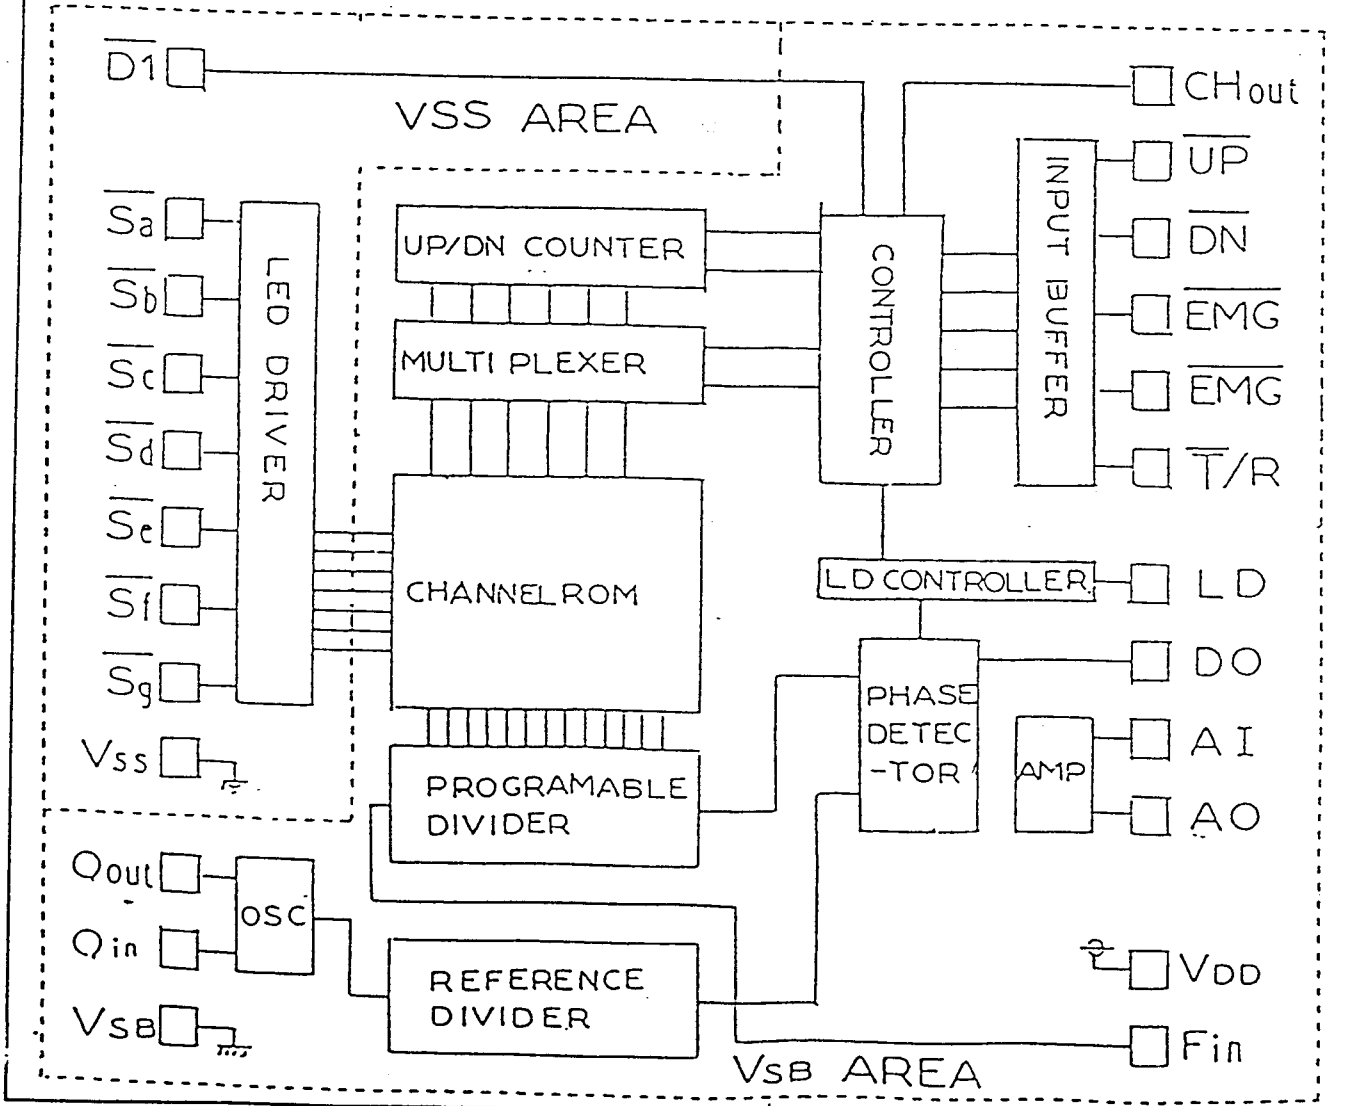 D1
CHout
VSS AREA
UP
Sa
UP/DN COUNTER
DN
Sb
LED DRIVER
CONTROLLER
INPUT BUFFER
EMG
MULTI PLEXER
Sc
EMG
Sd
T/R
Se
CHANNEL ROM
LD CONTROLLER
LD
Sf
DO
Sg
PHASE
DETEC
-TOR
AMP
AI
VSS
PROGRAMABLE
DIVIDER
AO
Qout
OSC
Qin
REFERENCE
DIVIDER
VDD
VSB
Fin
VSB AREA